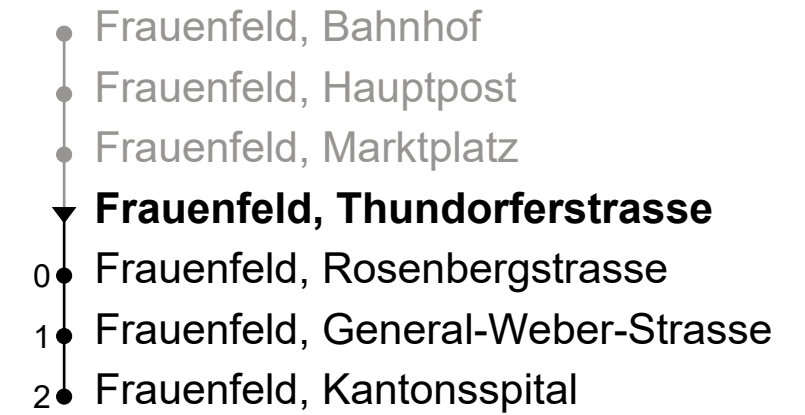 Frauenfeld, Bahnhof
Frauenfeld, Hauptpost
Frauenfeld, Marktplatz
Frauenfeld, Thundorferstrasse
0 Frauenfeld, Rosenbergstrasse
1 Frauenfeld, General-Weber-Strasse
2 Frauenfeld, Kantonsspital